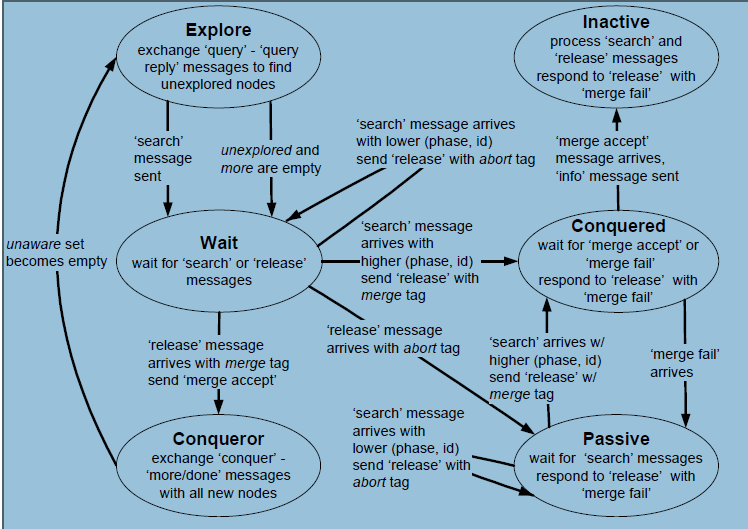 Explore
exchange ‘query’ - ‘query
reply’ messages to find
unexplored nodes
Inactive
process ‘search’ and
‘release’ messages
respond to ‘release’ with
‘merge fail’
‘search’
message
sent
unexplored and
more are empty
‘search’ message arrives
with lower (phase, id)
send ‘release’ with abort tag
‘merge accept’
message arrives,
‘info’ message sent
unaware set
becomes empty
Wait
wait for ‘search’ or ‘release’
messages
‘search’ message
arrives with
higher (phase, id)
send ‘release’ with
merge tag
Conquered
wait for ‘merge accept’ or
‘merge fail’
respond to ‘release’ with
‘merge fail’
‘release’ message
arrives with merge tag
send ‘merge accept’
‘release’ message
arrives with abort tag
‘search’ arrives w/
higher (phase, id)
send ‘release’ w/
merge tag
‘merge fail’
arrives
Conqueror
exchange ‘conquer’ -
‘more/done’ messages
with all new nodes
‘search’ message
arrives with
lower (phase, id)
send ‘release’ with
abort tag
Passive
wait for ‘search’ messages
respond to ‘release’ with
‘merge fail’